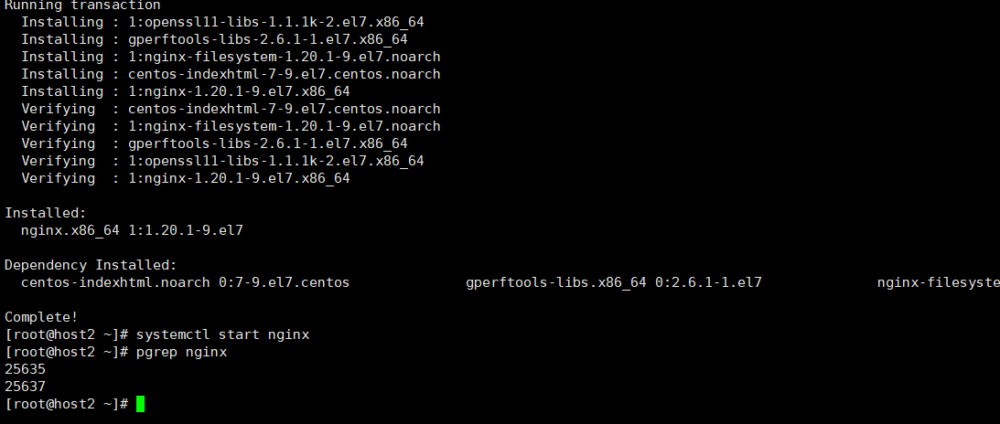 Running transaction
  Installing : 1:openssl11-libs-1.1.1k-2.el7.x86_64
  Installing : gperftools-libs-2.6.1-1.el7.x86_64
  Installing : 1:nginx-filesystem-1.20.1-9.el7.noarch
  Installing : centos-indexhtml-7-9.el7.centos.noarch
  Installing : 1:nginx-1.20.1-9.el7.x86_64
  Verifying  : centos-indexhtml-7-9.el7.centos.noarch
  Verifying  : 1:nginx-filesystem-1.20.1-9.el7.noarch
  Verifying  : gperftools-libs-2.6.1-1.el7.x86_64
  Verifying  : 1:openssl11-libs-1.1.1k-2.el7.x86_64
  Verifying  : 1:nginx-1.20.1-9.el7.x86_64
Installed:
  nginx.x86_64 1:1.20.1-9.el7
Dependency Installed:
  centos-indexhtml.noarch 0:7-9.el7.centos              gperftools-libs.x86_64 0:2.6.1-1.el7              nginx-filesyste
Complete!
[root@host2 ~]# systemctl start nginx
[root@host2 ~]# pgrep nginx
25635
25637
[root@host2 ~]#